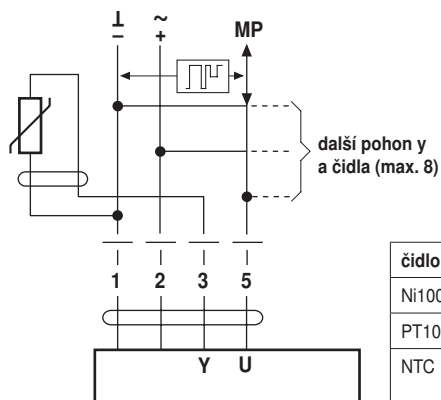 ⊥ ~
− + MP
další pohon y
a čidla (max. 8)
1 2 3 5
Y U
čidlo
Ni100
PT10
NTC